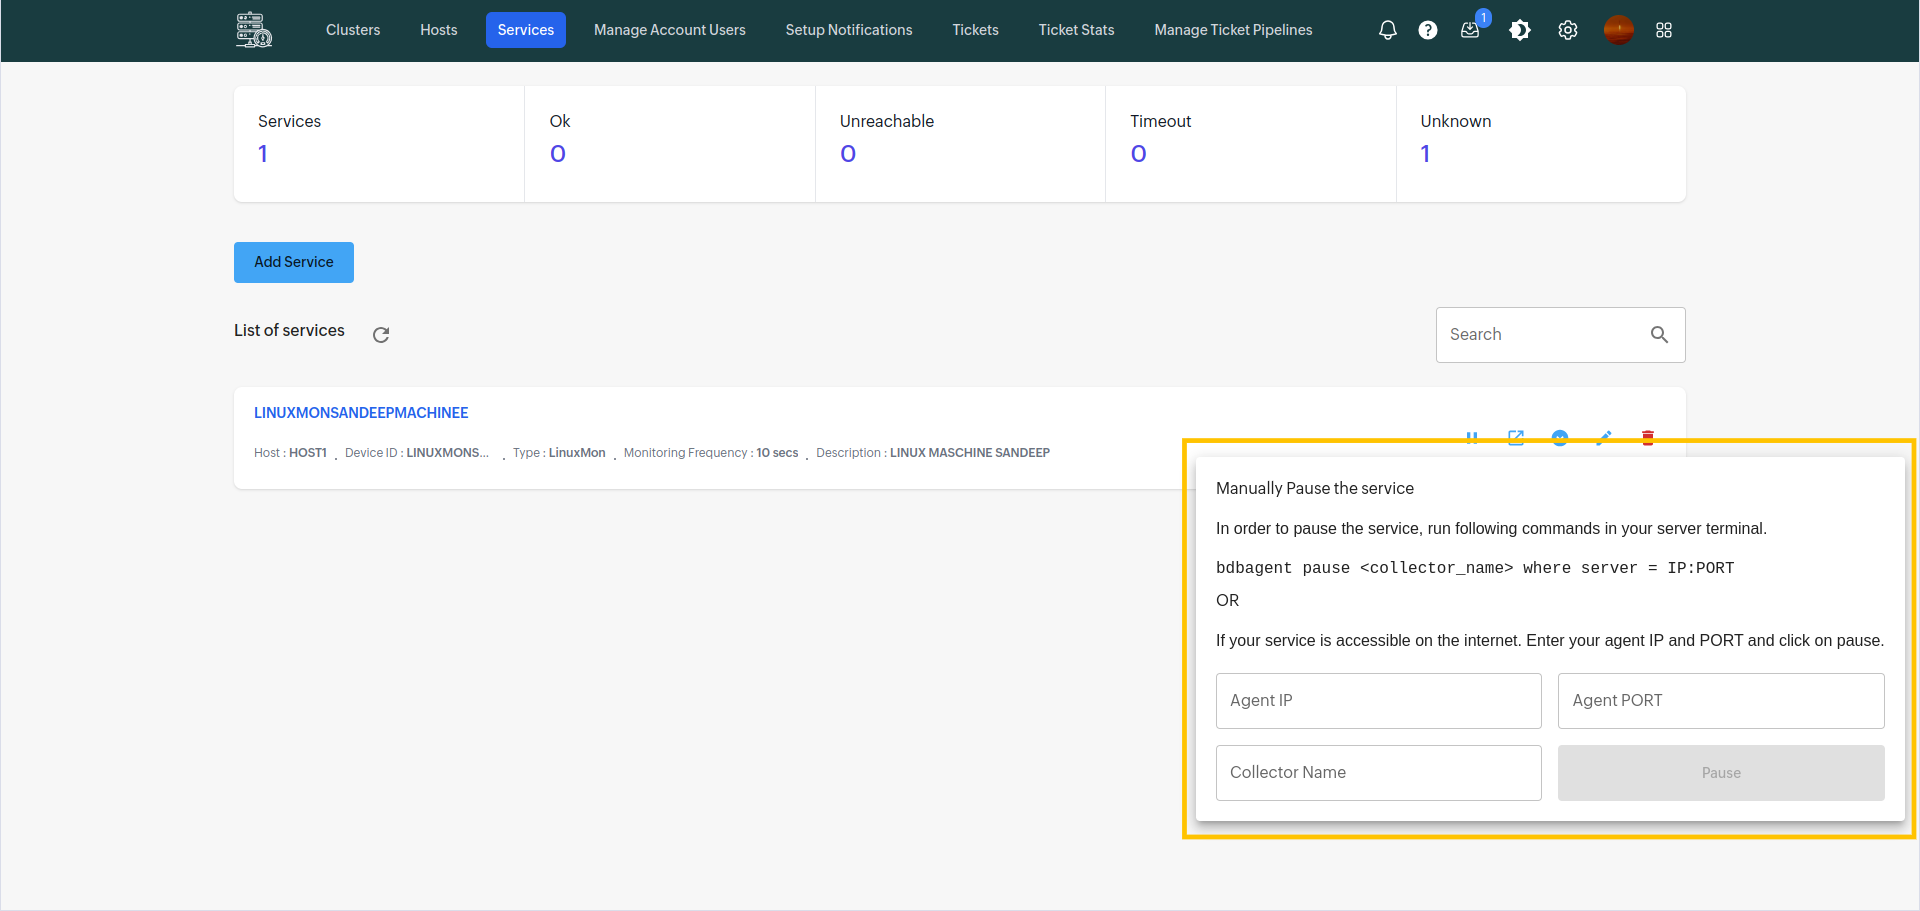 Clusters Hosts Services Manage Account Users Setup Notifications Tickets Ticket Stats Manage Ticket Pipelines 1
Services Ok Unreachable Timeout Unknown
1 0 0 0 1
Add Service
List of services
Search
LINUXMONSANDEEPMACHINEE
Host : HOST1 . Device ID : LINUXMONS... . Type : LinuxMon . Monitoring Frequency : 10 secs . Description : LINUX MASCHINE SANDEEP
Manually Pause the service
In order to pause the service, run following commands in your server terminal.
bdbagent pause <collector_name> where server = IP:PORT
OR
If your service is accessible on the internet. Enter your agent IP and PORT and click on pause.
Agent IP Agent PORT
Collector Name Pause